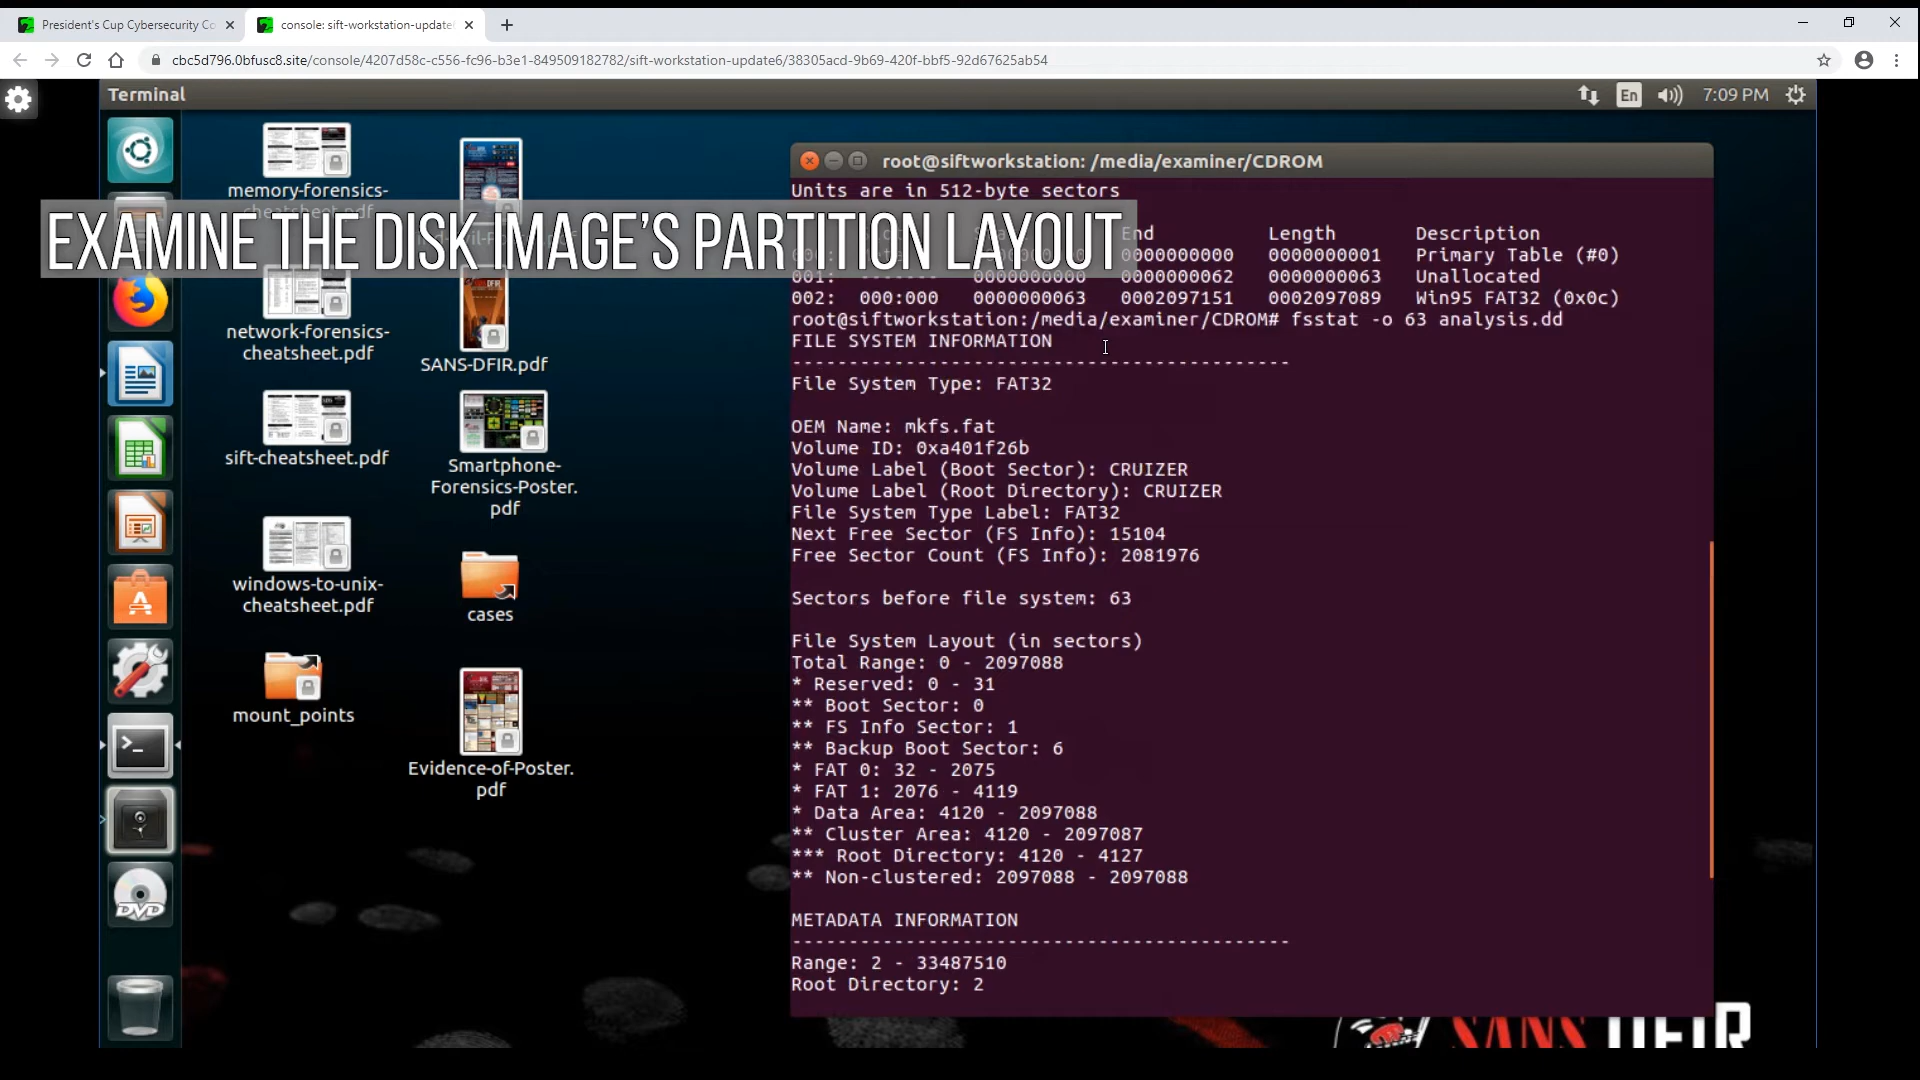 President's Cup Cybersecurity Co
console: sift-workstation-update
cbc5d796.0bfusc8.site/console/4207d58c-c556-fc96-b3e1-849509182782/sift-workstation-update6/38305acd-9b69-420f-bbf5-92d67625ab54
Terminal
En
7:09 PM
memory-forensics-
EXAMINE THE DISK IMAGE'S PARTITION LAYOUT
network-forensics-
cheatsheet.pdf
SANS-DFIR.pdf
sift-cheatsheet.pdf
Smartphone-
Forensics-Poster.
pdf
windows-to-unix-
cheatsheet.pdf
cases
mount_points
Evidence-of-Poster.
pdf
DVD
root@siftworkstation: /media/examiner/CDROM
Units are in 512-byte sectors
End Length Description
0000000000 0000000001 Primary Table (#0)
001: ------- 0000000000 0000000062 0000000063 Unallocated
002: 000:000 0000000063 0002097151 0002097089 Win95 FAT32 (0x0c)
root@siftworkstation:/media/examiner/CDROM# fsstat -o 63 analysis.dd
FILE SYSTEM INFORMATION
--------------------------------------------
File System Type: FAT32
OEM Name: mkfs.fat
Volume ID: 0xa401f26b
Volume Label (Boot Sector): CRUIZER
Volume Label (Root Directory): CRUIZER
File System Type Label: FAT32
Next Free Sector (FS Info): 15104
Free Sector Count (FS Info): 2081976
Sectors before file system: 63
File System Layout (in sectors)
Total Range: 0 - 2097088
* Reserved: 0 - 31
** Boot Sector: 0
** FS Info Sector: 1
** Backup Boot Sector: 6
* FAT 0: 32 - 2075
* FAT 1: 2076 - 4119
* Data Area: 4120 - 2097088
** Cluster Area: 4120 - 2097087
*** Root Directory: 4120 - 4127
** Non-clustered: 2097088 - 2097088
METADATA INFORMATION
--------------------------------------------
Range: 2 - 33487510
Root Directory: 2
SANS DFIR